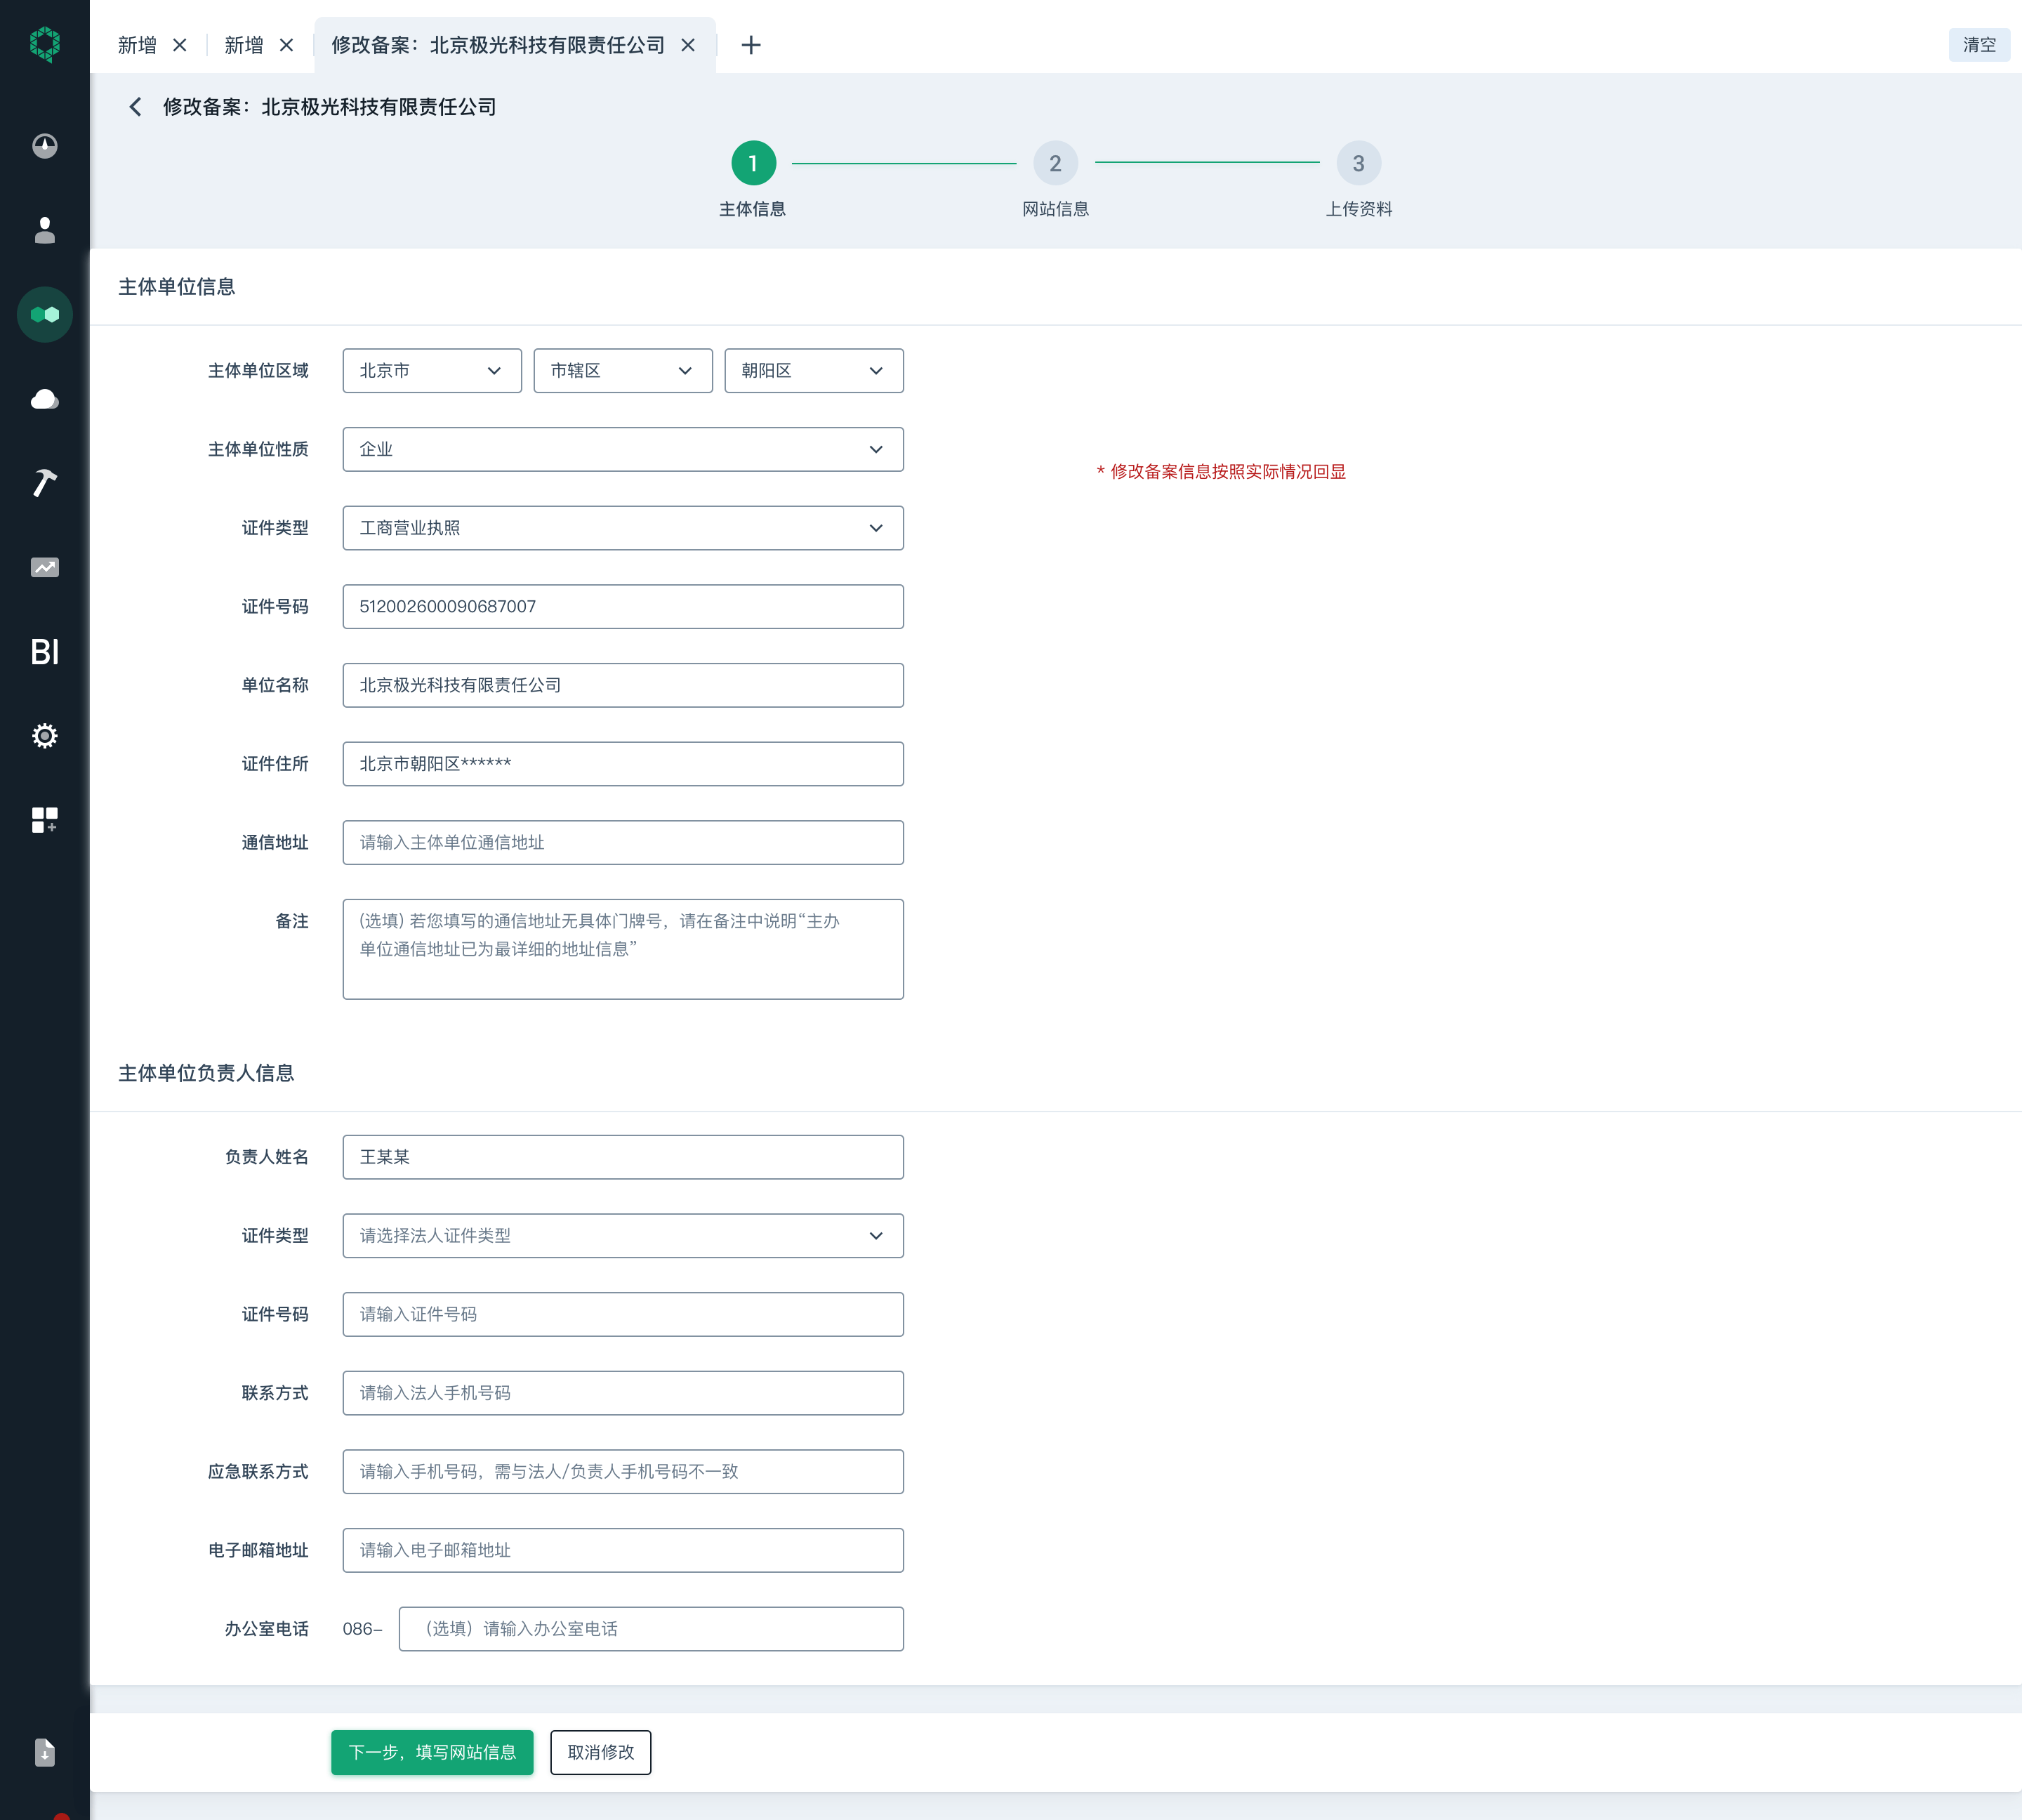 新增
新增
修改备案：北京极光科技有限责任公司
清空
修改备案：北京极光科技有限责任公司
1
2
3
主体信息
网站信息
上传资料
主体单位信息
主体单位区域
北京市
市辖区
朝阳区
主体单位性质
企业
* 修改备案信息按照实际情况回显
证件类型
工商营业执照
证件号码
512002600090687007
BI
单位名称
北京极光科技有限责任公司
证件住所
北京市朝阳区******
通信地址
请输入主体单位通信地址
备注
(选填) 若您填写的通信地址无具体门牌号，请在备注中说明“主办
单位通信地址已为最详细的地址信息”
主体单位负责人信息
负责人姓名
王某某
证件类型
请选择法人证件类型
证件号码
请输入证件号码
联系方式
请输入法人手机号码
应急联系方式
请输入手机号码，需与法人/负责人手机号码不一致
电子邮箱地址
请输入电子邮箱地址
办公室电话
086-
（选填）请输入办公室电话
下一步，填写网站信息
取消修改